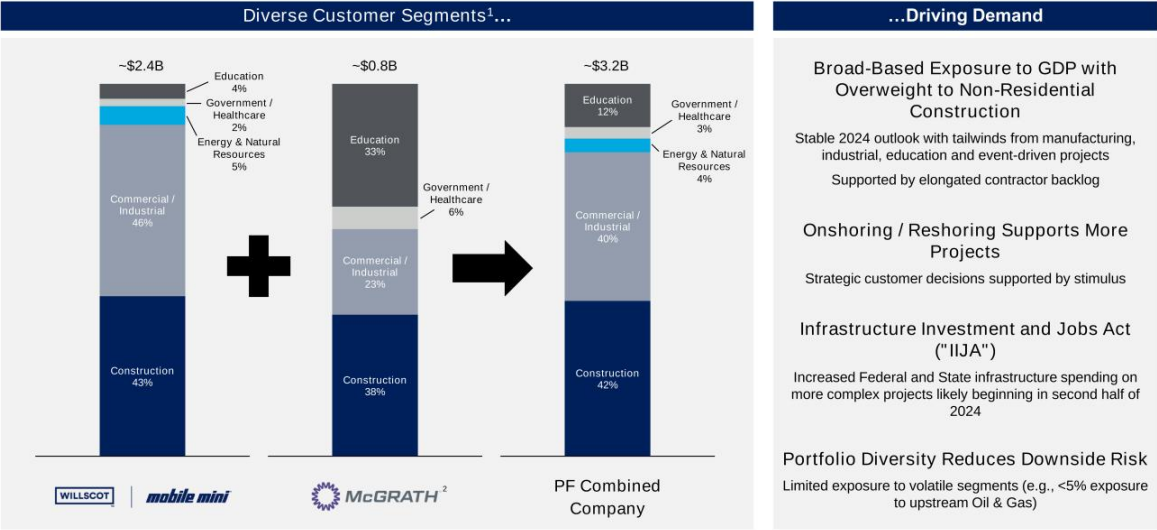 Diverse Customer Segments¹…
~$2.4B
Education
4%
Government /
Healthcare
2%
Energy & Natural
Resources
5%
Commercial /
Industrial
46%
Construction
43%
WILLSCOT
mobile mini
~$0.8B
Education
33%
Government /
Healthcare
6%
Commercial /
Industrial
23%
Construction
38%
McGRATH ²
~$3.2B
Education
12%
Government /
Healthcare
3%
Energy & Natural
Resources
4%
Commercial /
Industrial
40%
Construction
42%
PF Combined
Company
…Driving Demand
Broad-Based Exposure to GDP with
Overweight to Non-Residential
Construction
Stable 2024 outlook with tailwinds from manufacturing,
industrial, education and event-driven projects
Supported by elongated contractor backlog
Onshoring / Reshoring Supports More
Projects
Strategic customer decisions supported by stimulus
Infrastructure Investment and Jobs Act
("IIJA")
Increased Federal and State infrastructure spending on
more complex projects likely beginning in second half of
2024
Portfolio Diversity Reduces Downside Risk
Limited exposure to volatile segments (e.g., <5% exposure
to upstream Oil & Gas)